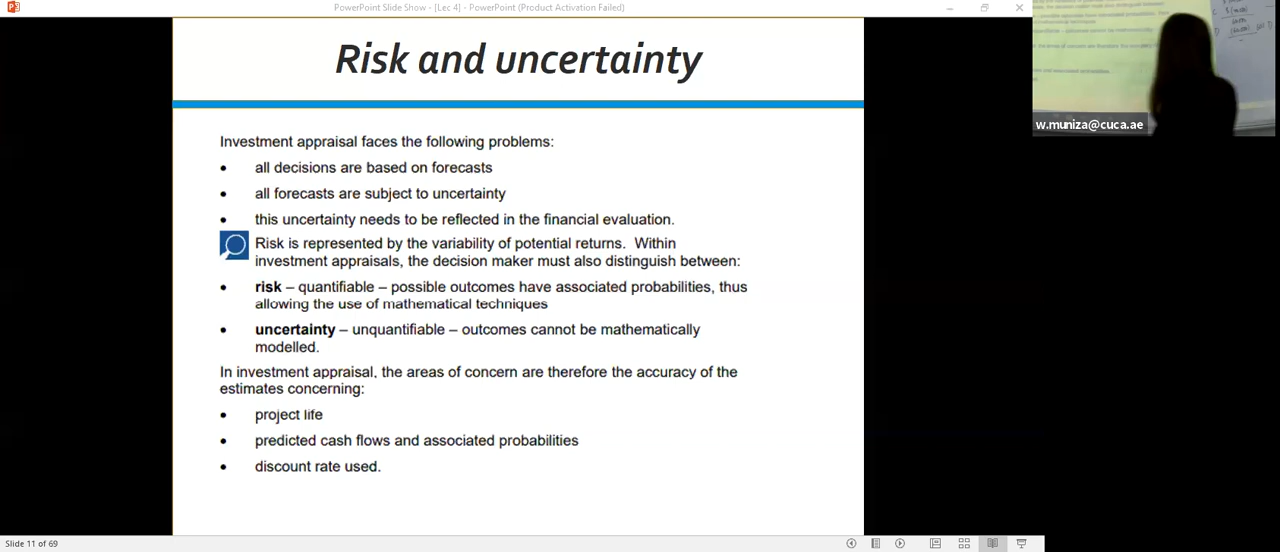 PowerPoint Slide Show - [Lec 4] - PowerPoint (Product Activation Failed)
Risk and uncertainty
w.muniza@cuca.ae
Investment appraisal faces the following problems:
• all decisions are based on forecasts
• all forecasts are subject to uncertainty
• this uncertainty needs to be reflected in the financial evaluation.
Risk is represented by the variability of potential returns. Within
investment appraisals, the decision maker must also distinguish between:
• risk – quantifiable – possible outcomes have associated probabilities, thus
allowing the use of mathematical techniques
• uncertainty – unquantifiable – outcomes cannot be mathematically
modelled.
In investment appraisal, the areas of concern are therefore the accuracy of the
estimates concerning:
• project life
• predicted cash flows and associated probabilities
• discount rate used.
Slide 11 of 69